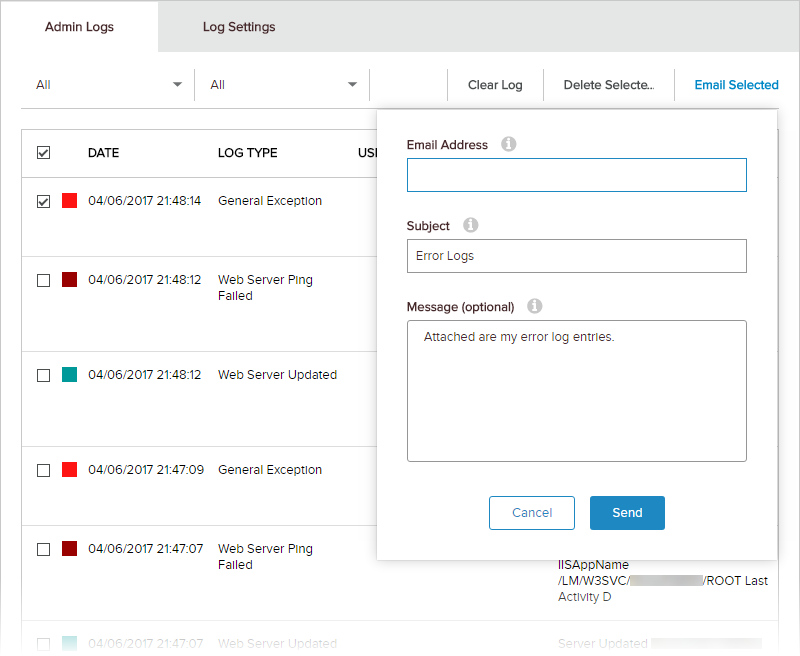 Admin Logs
Log Settings
All
All
Clear Log
Delete Selecte...
Email Selected
DATE
LOG TYPE
04/06/2017 21:48:14
General Exception
04/06/2017 21:48:12
Web Server Ping
Failed
04/06/2017 21:48:12
Web Server Updated
04/06/2017 21:47:09
General Exception
04/06/2017 21:47:07
Web Server Ping
Failed
04/06/2017 21:47:07
Web Server Updated
Email Address
Subject
Error Logs
Message (optional)
Attached are my error log entries.
Cancel
Send
IISAppName
/LM/W3SVC/
/ROOT Last
Activity D
Server Updated